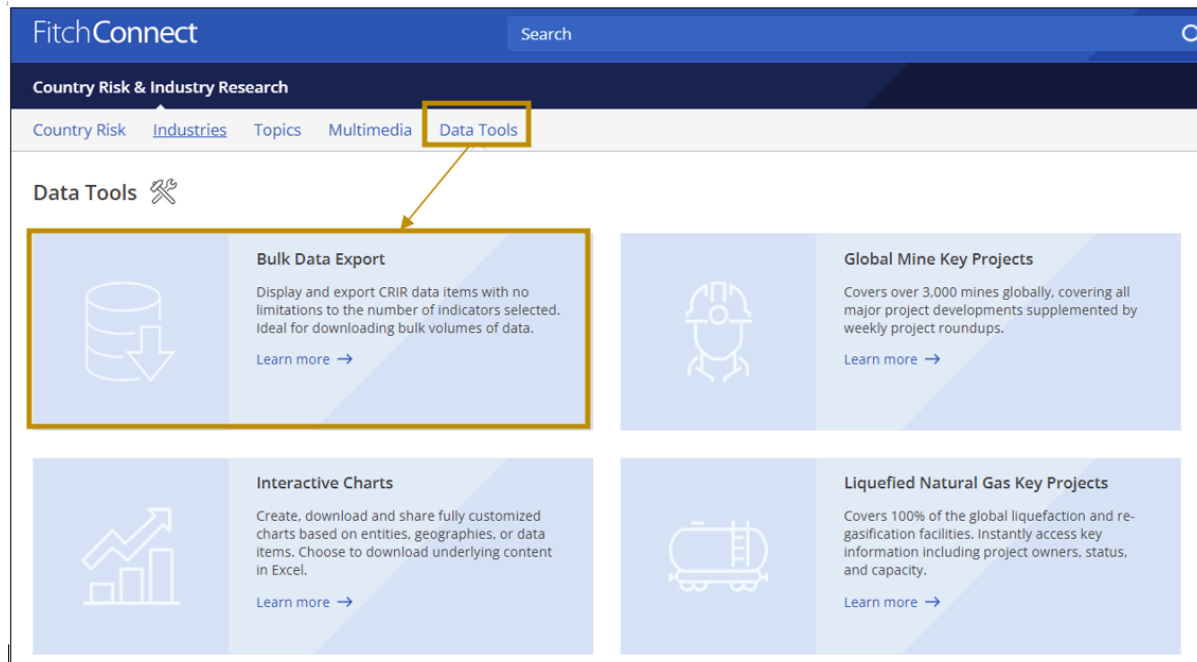 FitchConnect
Search
Country Risk & Industry Research
Country Risk Industries Topics Multimedia Data Tools
Data Tools
Bulk Data Export
Display and export CRIR data items with no
limitations to the number of indicators selected.
Ideal for downloading bulk volumes of data.
Learn more →
Global Mine Key Projects
Covers over 3,000 mines globally, covering all
major project developments supplemented by
weekly project roundups.
Learn more →
Interactive Charts
Create, download and share fully customized
charts based on entities, geographies, or data
items. Choose to download underlying content
in Excel.
Learn more →
Liquefied Natural Gas Key Projects
Covers 100% of the global liquefaction and re-
gasification facilities. Instantly access key
information including project owners, status,
and capacity.
Learn more →